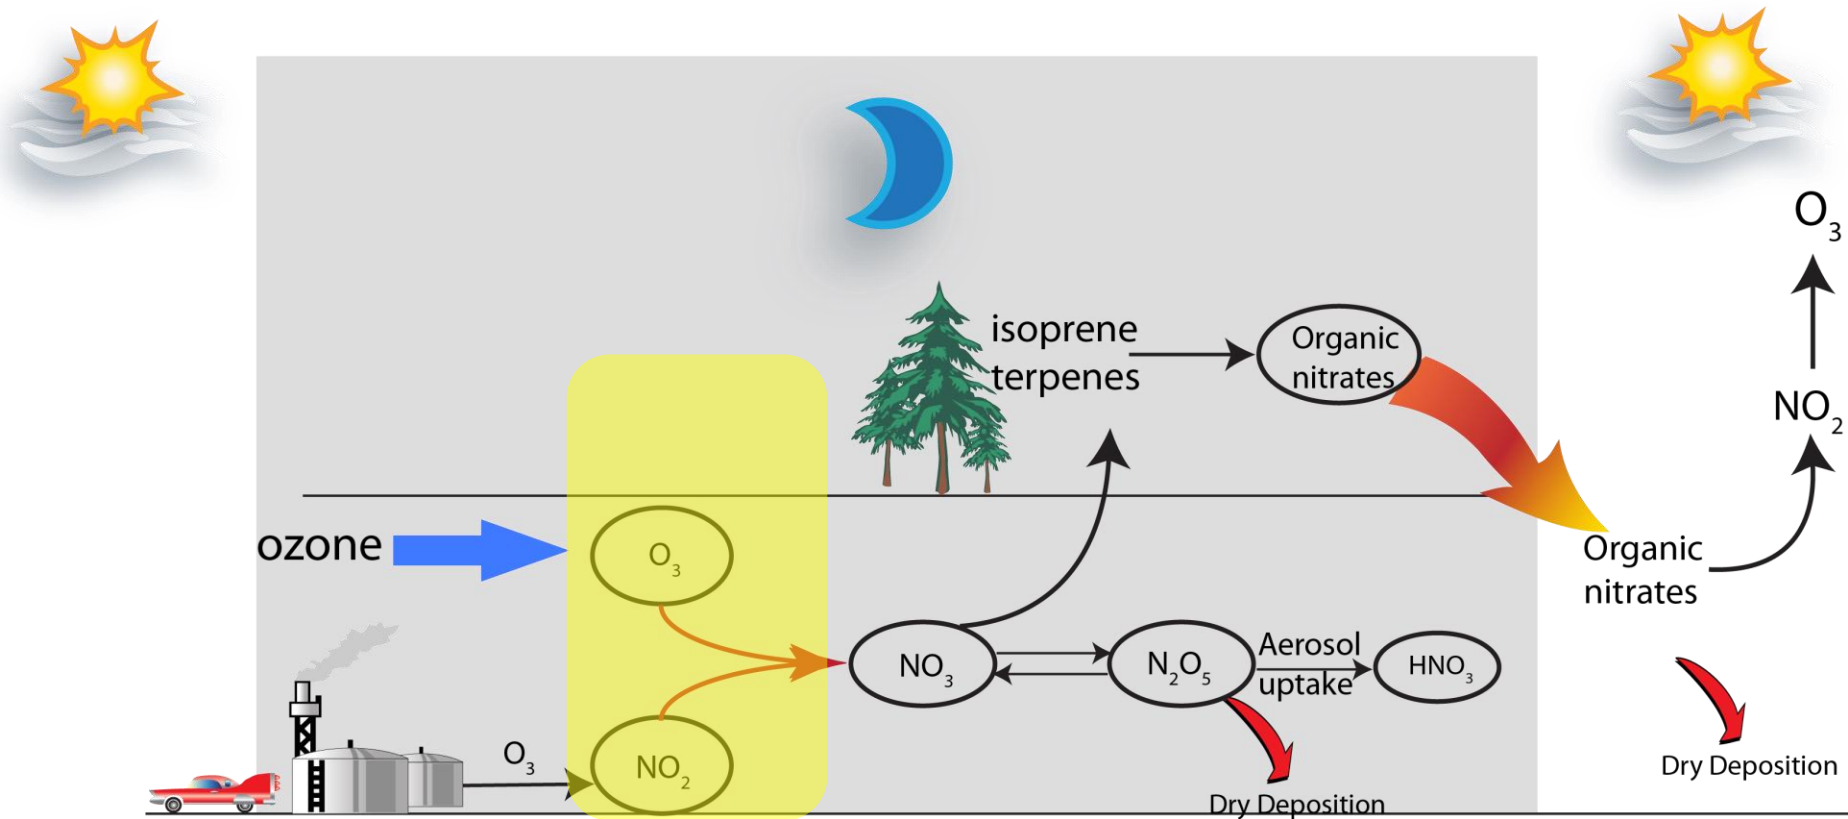 O₃
isoprene
terpenes
Organic
nitrates
NO₂
ozone
O₃
Organic
nitrates
NO₃
N₂O₅
Aerosol
uptake
HNO₃
O₃
NO₂
Dry Deposition
Dry Deposition